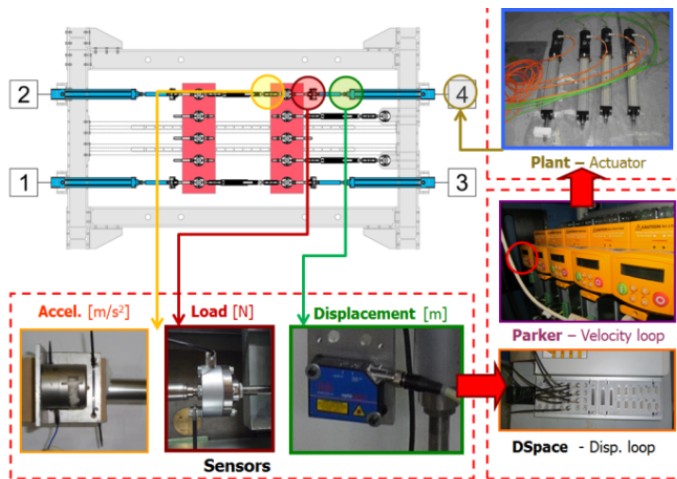 2
4
1
3
Plant – Actuator
Accel. [m/s²]
Load [N]
Displacement [m]
Parker – Velocity loop
Sensors
DSpace - Disp. loop